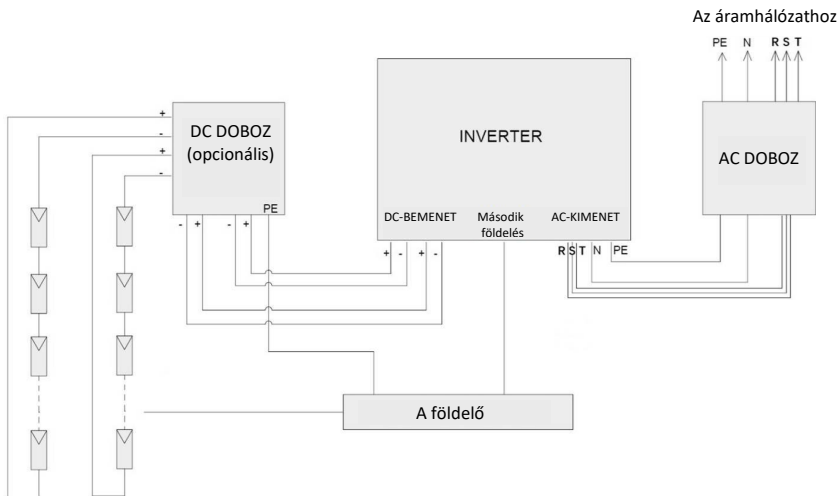 Az áramhálózathoz
PE N R S T
+
-
+
-
DC DOBOZ
(opcionális)
PE
- + - +
INVERTER
DC-BEMENET
Második
földelés
AC-KIMENET
+ - + -
R S T N PE
AC DOBOZ
A földelő